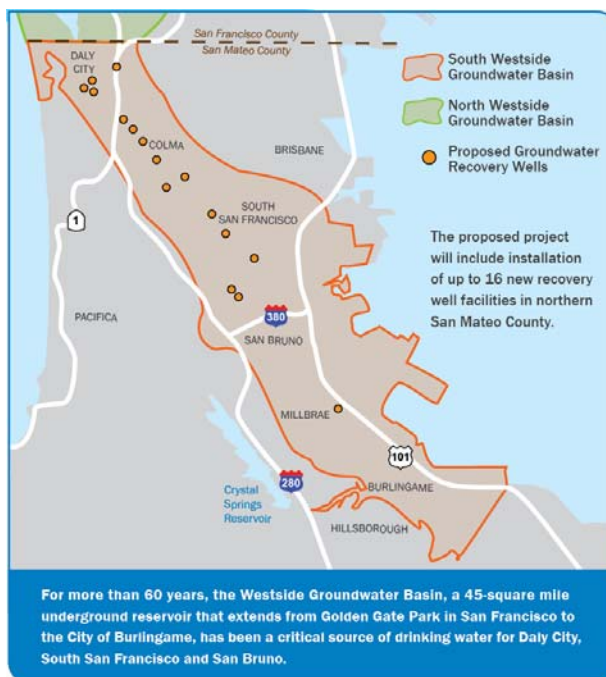 San Francisco County
San Mateo County
DALY
CITY
South Westside
Groundwater Basin
North Westside
Groundwater Basin
Proposed Groundwater
Recovery Wells
COLMA
BRISBANE
SOUTH
SAN FRANCISCO
1
The proposed project
will include installation
of up to 16 new recovery
well facilities in northern
San Mateo County.
PACIFICA
380
SAN BRUNO
MILLBRAE
101
280
BURLINGAME
Crystal
Springs
Reservoir
HILLSBOROUGH
For more than 60 years, the Westside Groundwater Basin, a 45-square mile
underground reservoir that extends from Golden Gate Park in San Francisco to
the City of Burlingame, has been a critical source of drinking water for Daly City,
South San Francisco and San Bruno.